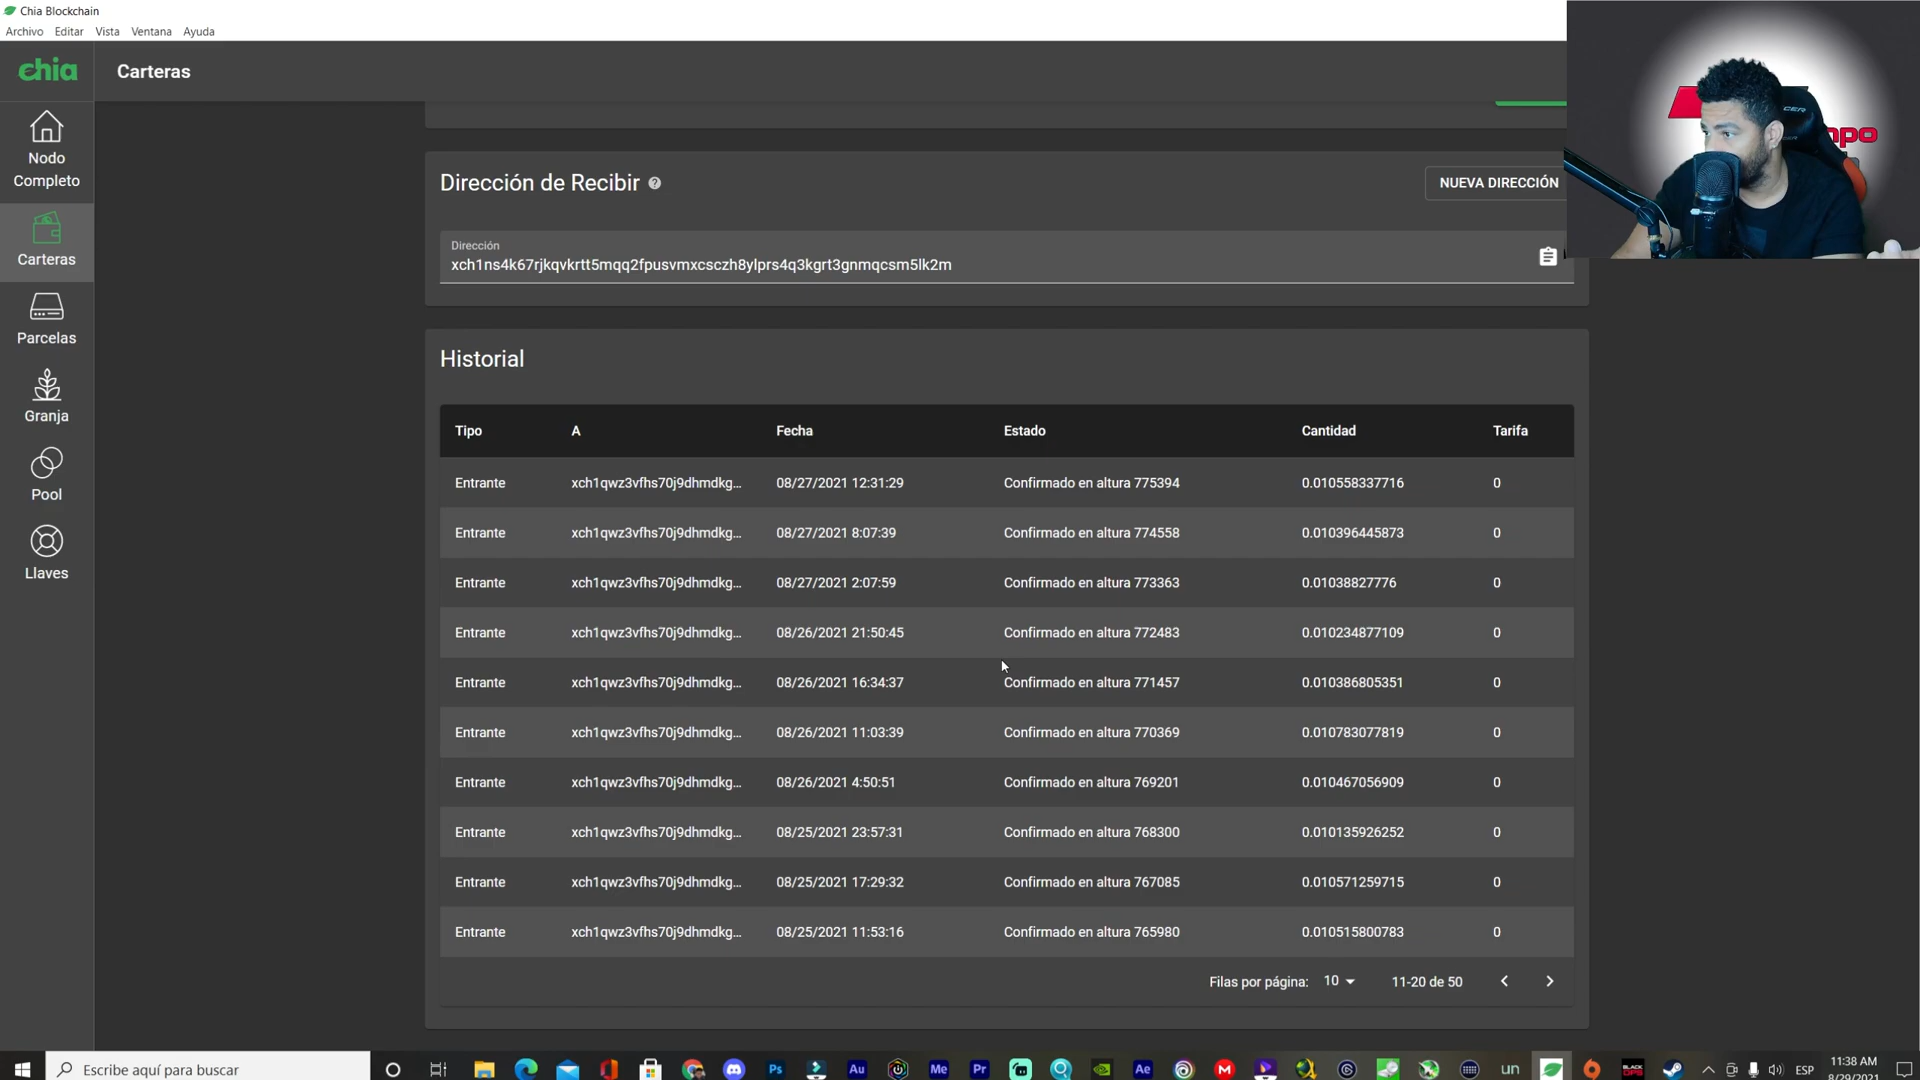 Chia Blockchain
Archivo Editar Vista Ventana Ayuda
chia
Carteras
Nodo
Completo
Carteras
Parcelas
Granja
Pool
Llaves
Dirección de Recibir
NUEVA DIRECCIÓN
Dirección
xch1ns4k67rjkqvkrtt5mqq2fpusvmxcsczh8ylprs4q3kgrt3gnmqcsm5lk2m
Historial
Tipo A Fecha Estado Cantidad Tarifa
Entrante xch1qwz3vfhs70j9dhmdkg... 08/27/2021 12:31:29 Confirmado en altura 775394 0.010558337716 0
Entrante xch1qwz3vfhs70j9dhmdkg... 08/27/2021 8:07:39 Confirmado en altura 774558 0.010396445873 0
Entrante xch1qwz3vfhs70j9dhmdkg... 08/27/2021 2:07:59 Confirmado en altura 773363 0.01038827776 0
Entrante xch1qwz3vfhs70j9dhmdkg... 08/26/2021 21:50:45 Confirmado en altura 772483 0.010234877109 0
Entrante xch1qwz3vfhs70j9dhmdkg... 08/26/2021 16:34:37 Confirmado en altura 771457 0.010386805351 0
Entrante xch1qwz3vfhs70j9dhmdkg... 08/26/2021 11:03:39 Confirmado en altura 770369 0.010783077819 0
Entrante xch1qwz3vfhs70j9dhmdkg... 08/26/2021 4:50:51 Confirmado en altura 769201 0.010467056909 0
Entrante xch1qwz3vfhs70j9dhmdkg... 08/25/2021 23:57:31 Confirmado en altura 768300 0.010135926252 0
Entrante xch1qwz3vfhs70j9dhmdkg... 08/25/2021 17:29:32 Confirmado en altura 767085 0.010571259715 0
Entrante xch1qwz3vfhs70j9dhmdkg... 08/25/2021 11:53:16 Confirmado en altura 765980 0.010515800783 0
Filas por página: 10 11-20 de 50
Escribe aquí para buscar
Ps Au Me Pr Ae M un
ESP
11:38 AM
8/29/2021